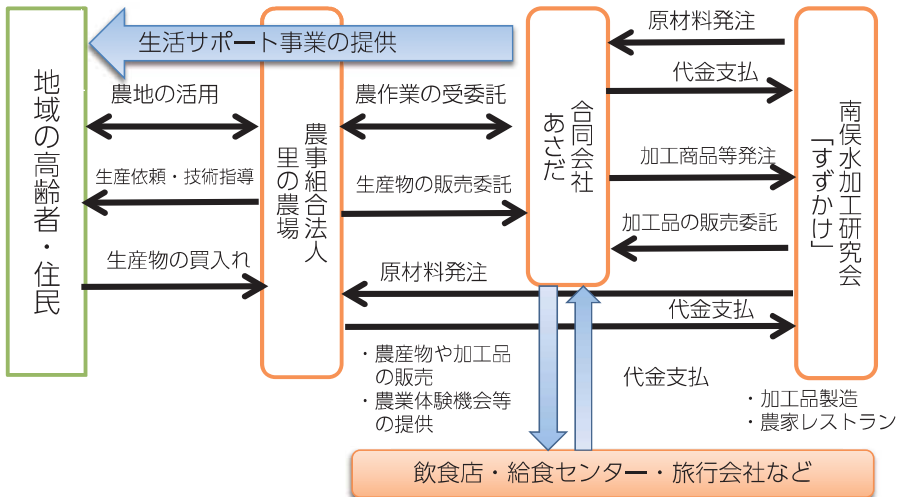 生活サポート事業の提供
地域の高齢者・住民
農地の活用
生産依頼・技術指導
生産物の買入れ
農事組合法人
里の農場
農作業の受委託
生産物の販売委託
原材料発注
代金支払
合同会社
あさだ
原材料発注
代金支払
加工商品等発注
加工品の販売委託
南俣水加工研究会
「すずかけ」
・農産物や加工品
の販売
・農業体験機会等
の提供
代金支払
・加工品製造
・農家レストラン
飲食店・給食センター・旅行会社など